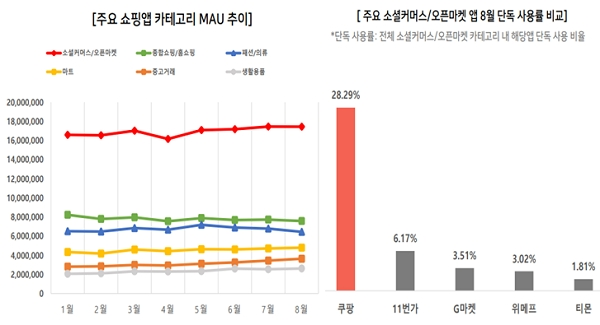 [주요 쇼핑앱 카테고리 MAU 추이]
소셜커머스/오픈마켓
종합쇼핑/홈쇼핑
패션/의류
마트
중고거래
생활용품
20,000,000
18,000,000
16,000,000
14,000,000
12,000,000
10,000,000
8,000,000
6,000,000
4,000,000
2,000,000
0
1월 2월 3월 4월 5월 6월 7월 8월
[ 주요 소셜커머스/오픈마켓 앱 8월 단독 사용률 비교]
*단독 사용률: 전체 소셜커머스/오픈마켓 카테고리 내 해당앱 단독 사용 비율
28.29%
6.17%
3.51%
3.02%
1.81%
쿠팡 11번가 G마켓 위메프 티몬